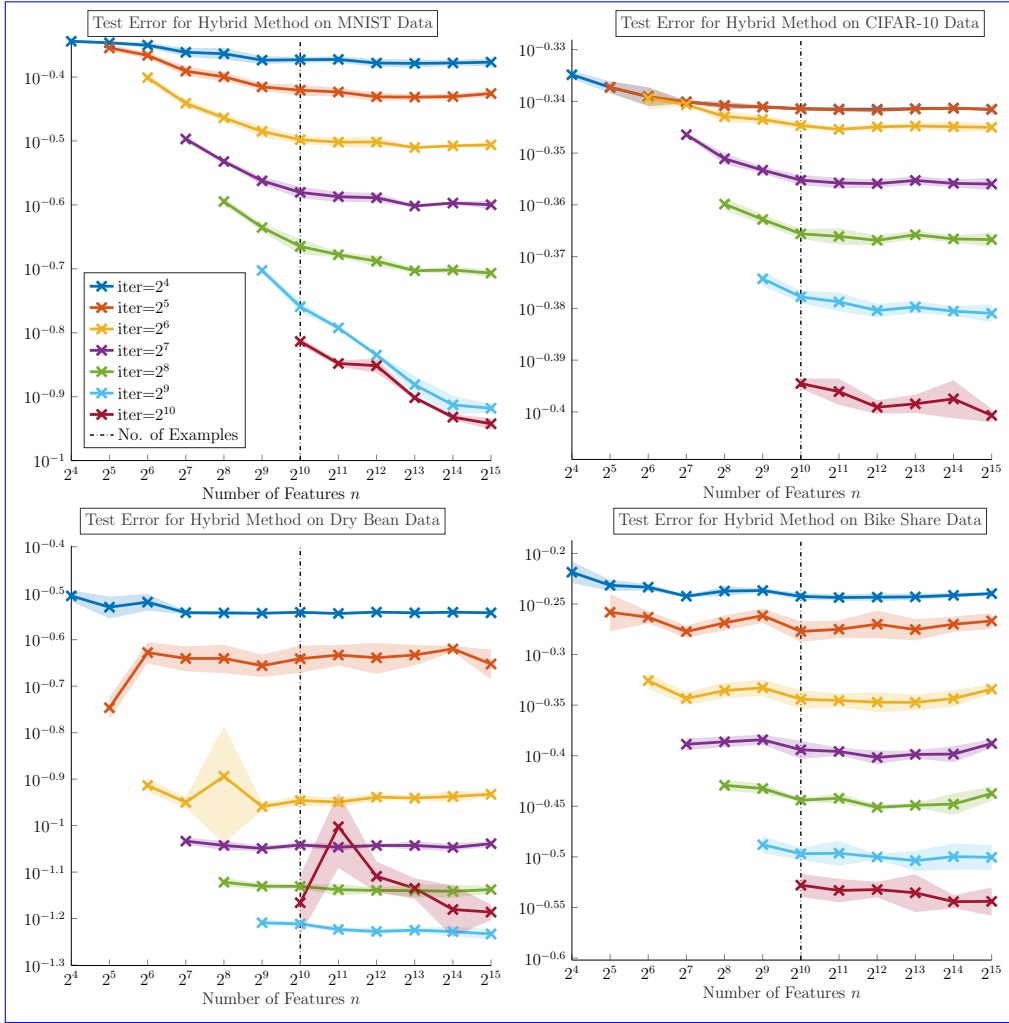 Test Error for Hybrid Method on MNIST Data
10^−0.4
10^−0.5
10^−0.6
10^−0.7
10^−0.8
10^−0.9
10^−1
iter=2^4
iter=2^5
iter=2^6
iter=2^7
iter=2^8
iter=2^9
iter=2^10
No. of Examples
2^4 2^5 2^6 2^7 2^8 2^9 2^10 2^11 2^12 2^13 2^14 2^15
Number of Features n
Test Error for Hybrid Method on CIFAR-10 Data
10^−0.33
10^−0.34
10^−0.35
10^−0.36
10^−0.37
10^−0.38
10^−0.39
10^−0.4
2^4 2^5 2^6 2^7 2^8 2^9 2^10 2^11 2^12 2^13 2^14 2^15
Number of Features n
Test Error for Hybrid Method on Dry Bean Data
10^−0.4
10^−0.5
10^−0.6
10^−0.7
10^−0.8
10^−0.9
10^−1
10^−1.1
10^−1.2
10^−1.3
2^4 2^5 2^6 2^7 2^8 2^9 2^10 2^11 2^12 2^13 2^14 2^15
Number of Features n
Test Error for Hybrid Method on Bike Share Data
10^−0.2
10^−0.25
10^−0.3
10^−0.35
10^−0.4
10^−0.45
10^−0.5
10^−0.55
10^−0.6
2^4 2^5 2^6 2^7 2^8 2^9 2^10 2^11 2^12 2^13 2^14 2^15
Number of Features n